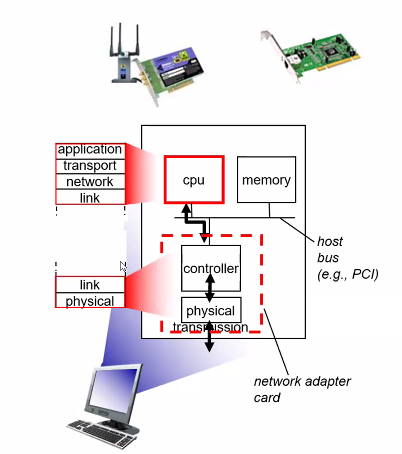 application
transport
network
link
cpu
memory
host
bus
(e.g., PCI)
controller
link
physical
physical
transmission
network adapter
card